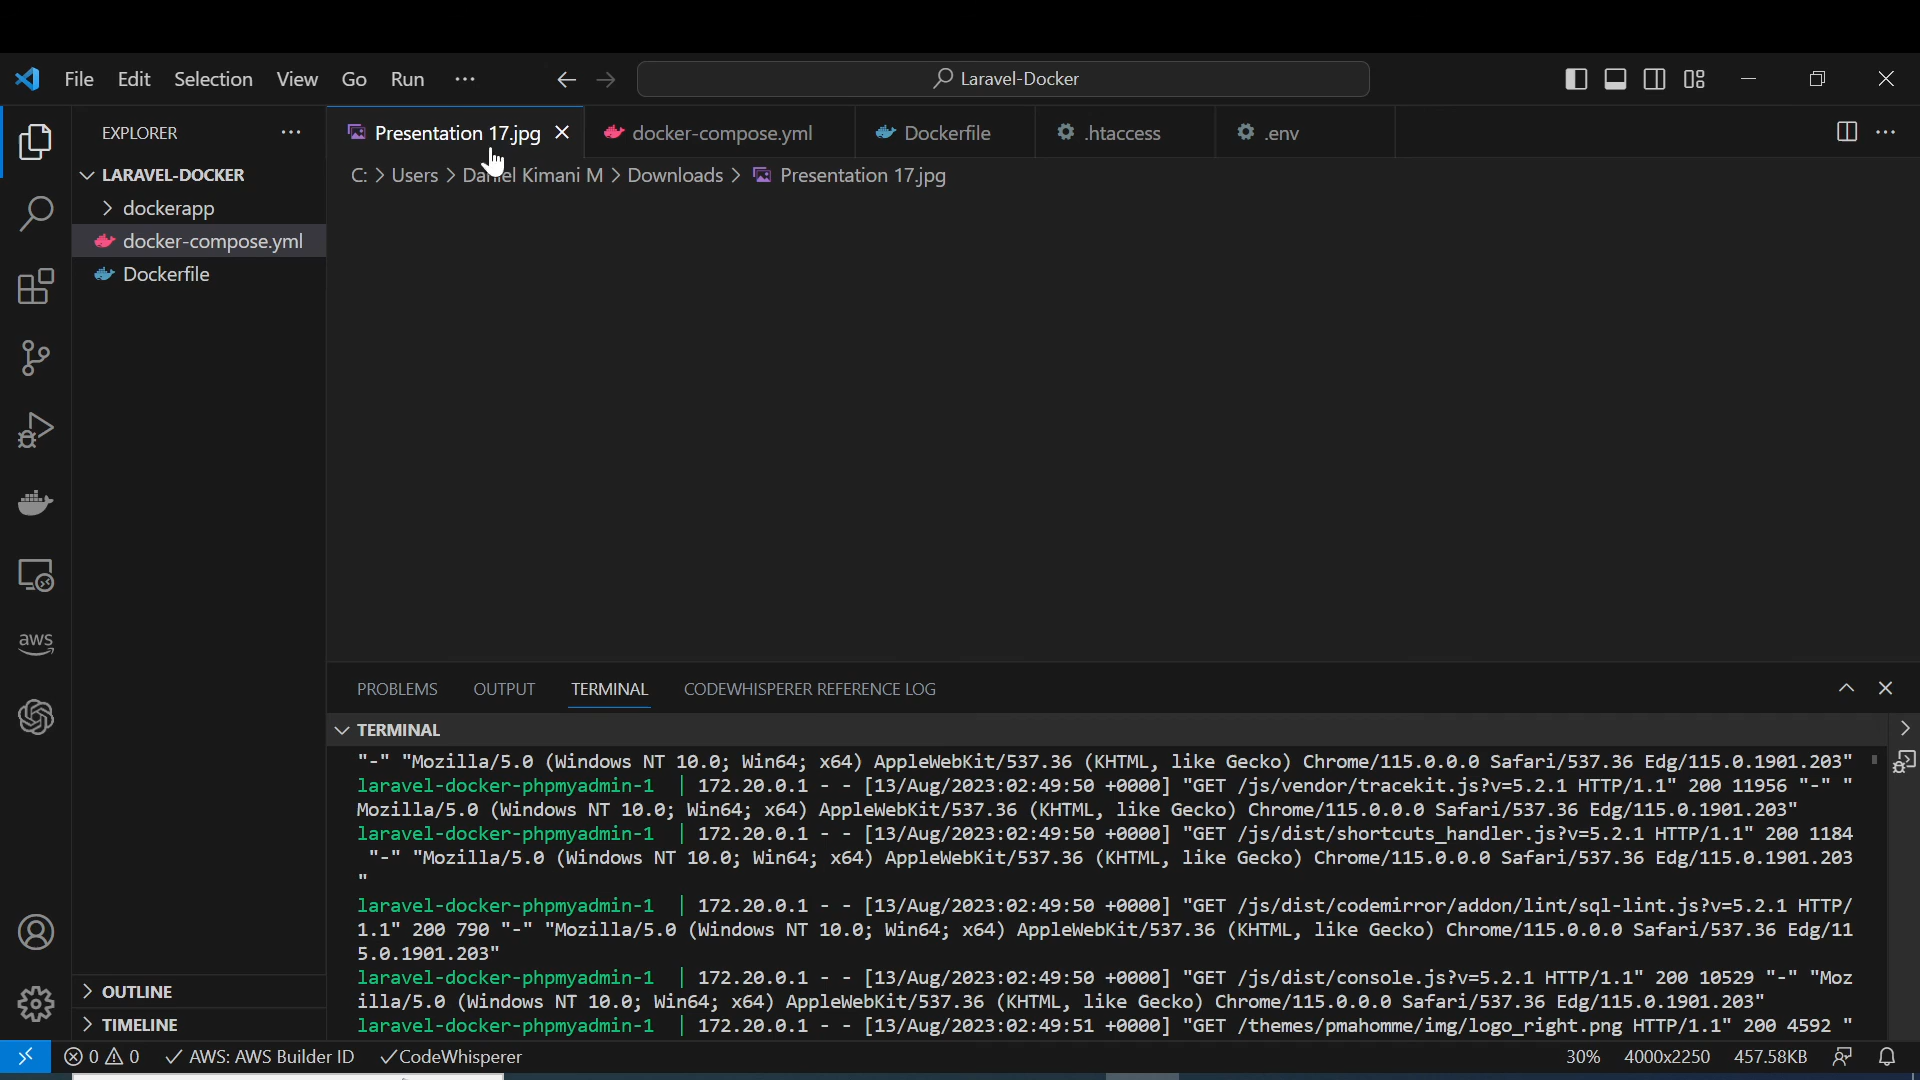 File Edit Selection View Go Run ···
Laravel-Docker
EXPLORER ···
Presentation 17.jpg
docker-compose.yml
Dockerfile
.htaccess
.env
LARAVEL-DOCKER
C: > Users > Daniel Kimani M > Downloads > Presentation 17.jpg
dockerapp
docker-compose.yml
Dockerfile
aws
PROBLEMS OUTPUT TERMINAL CODEWHISPERER REFERENCE LOG
TERMINAL
"-" "Mozilla/5.0 (Windows NT 10.0; Win64; x64) AppleWebKit/537.36 (KHTML, like Gecko) Chrome/115.0.0.0 Safari/537.36 Edg/115.0.1901.203"
laravel-docker-phpmyadmin-1 | 172.20.0.1 - - [13/Aug/2023:02:49:50 +0000] "GET /js/vendor/tracekit.js?v=5.2.1 HTTP/1.1" 200 11956 "-" "
Mozilla/5.0 (Windows NT 10.0; Win64; x64) AppleWebKit/537.36 (KHTML, like Gecko) Chrome/115.0.0.0 Safari/537.36 Edg/115.0.1901.203"
laravel-docker-phpmyadmin-1 | 172.20.0.1 - - [13/Aug/2023:02:49:50 +0000] "GET /js/dist/shortcuts_handler.js?v=5.2.1 HTTP/1.1" 200 1184
"-" "Mozilla/5.0 (Windows NT 10.0; Win64; x64) AppleWebKit/537.36 (KHTML, like Gecko) Chrome/115.0.0.0 Safari/537.36 Edg/115.0.1901.203
"
laravel-docker-phpmyadmin-1 | 172.20.0.1 - - [13/Aug/2023:02:49:50 +0000] "GET /js/dist/codemirror/addon/lint/sql-lint.js?v=5.2.1 HTTP/
1.1" 200 790 "-" "Mozilla/5.0 (Windows NT 10.0; Win64; x64) AppleWebKit/537.36 (KHTML, like Gecko) Chrome/115.0.0.0 Safari/537.36 Edg/11
5.0.1901.203"
laravel-docker-phpmyadmin-1 | 172.20.0.1 - - [13/Aug/2023:02:49:50 +0000] "GET /js/dist/console.js?v=5.2.1 HTTP/1.1" 200 10529 "-" "Moz
illa/5.0 (Windows NT 10.0; Win64; x64) AppleWebKit/537.36 (KHTML, like Gecko) Chrome/115.0.0.0 Safari/537.36 Edg/115.0.1901.203"
laravel-docker-phpmyadmin-1 | 172.20.0.1 - - [13/Aug/2023:02:49:51 +0000] "GET /themes/pmahomme/img/logo_right.png HTTP/1.1" 200 4592 "
OUTLINE
TIMELINE
0 0 AWS: AWS Builder ID CodeWhisperer 30% 4000x2250 457.58KB